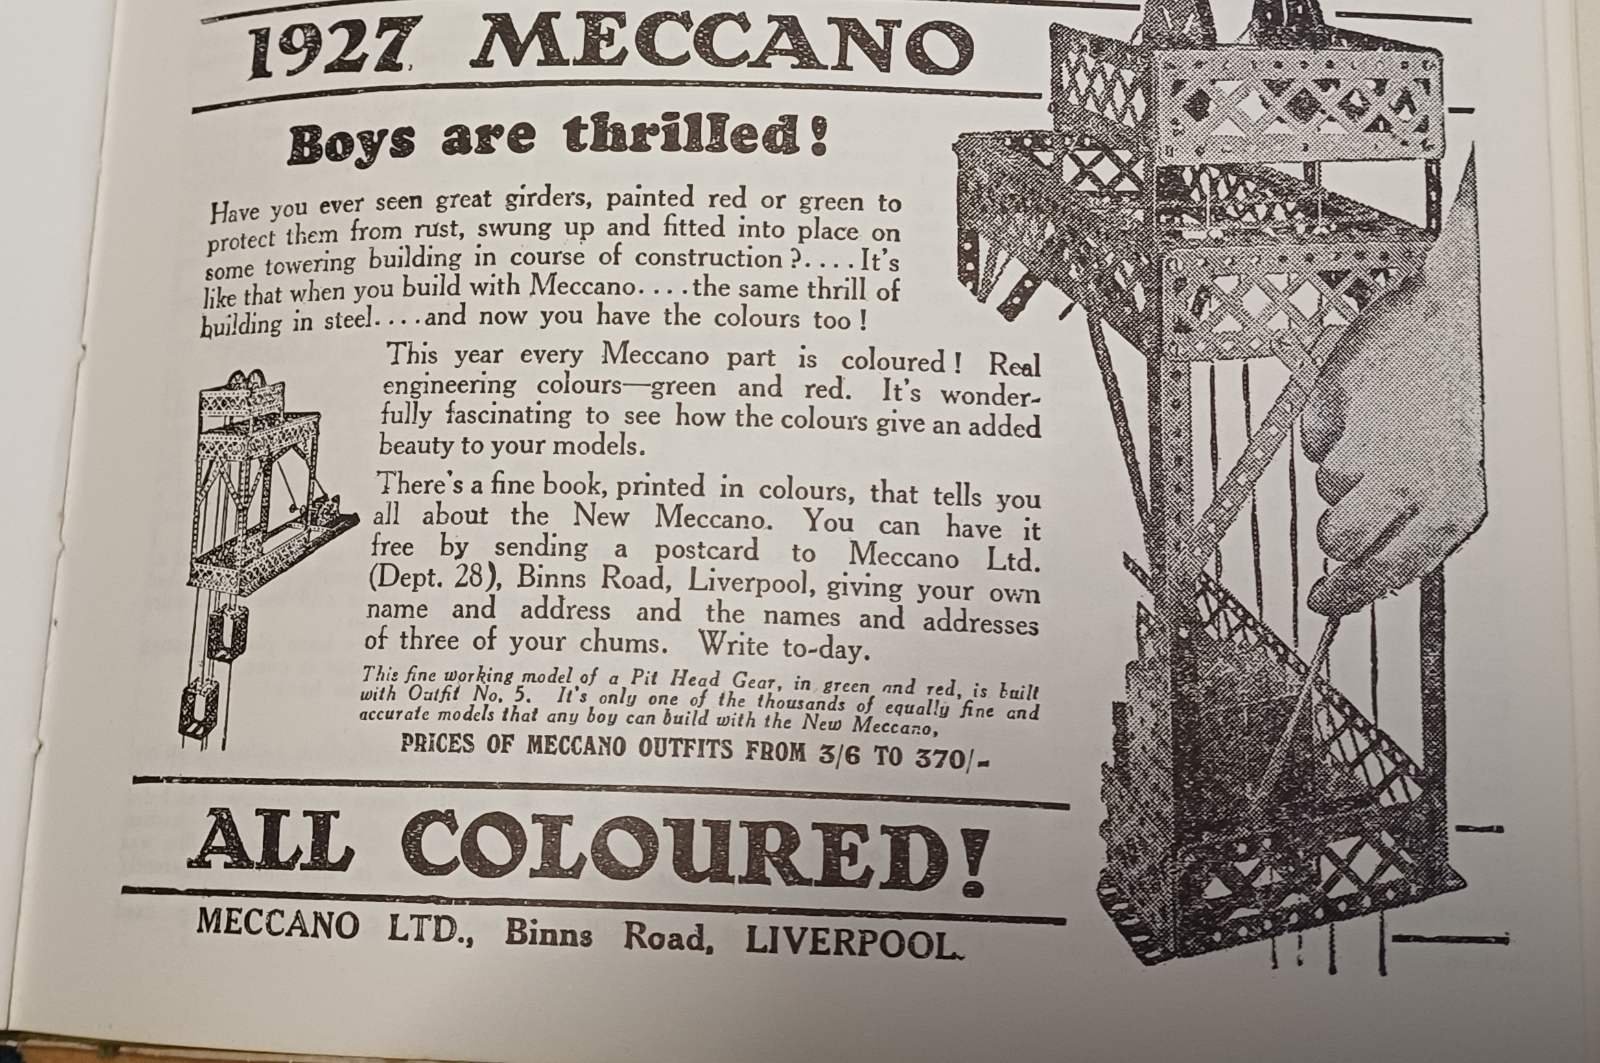 1927 MECCANO
Boys are thrilled!
Have you ever seen great girders, painted red or green to
protect them from rust, swung up and fitted into place on
some towering building in course of construction?....It's
like that when you build with Meccano....the same thrill of
building in steel....and now you have the colours too!
This year every Meccano part is coloured! Real
engineering colours—green and red. It's wonder-
fully fascinating to see how the colours give an added
beauty to your models.
There's a fine book, printed in colours, that tells you
all about the New Meccano. You can have it
free by sending a postcard to Meccano Ltd.
(Dept. 28), Binns Road, Liverpool, giving your own
name and address and the names and addresses
of three of your chums. Write to-day.
This fine working model of a Pit Head Gear, in green and red, is built
with Outfit No. 5. It's only one of the thousands of equally fine and
accurate models that any boy can build with the New Meccano,
PRICES OF MECCANO OUTFITS FROM 3/6 TO 370/-
ALL COLOURED!
MECCANO LTD., Binns Road, LIVERPOOL.